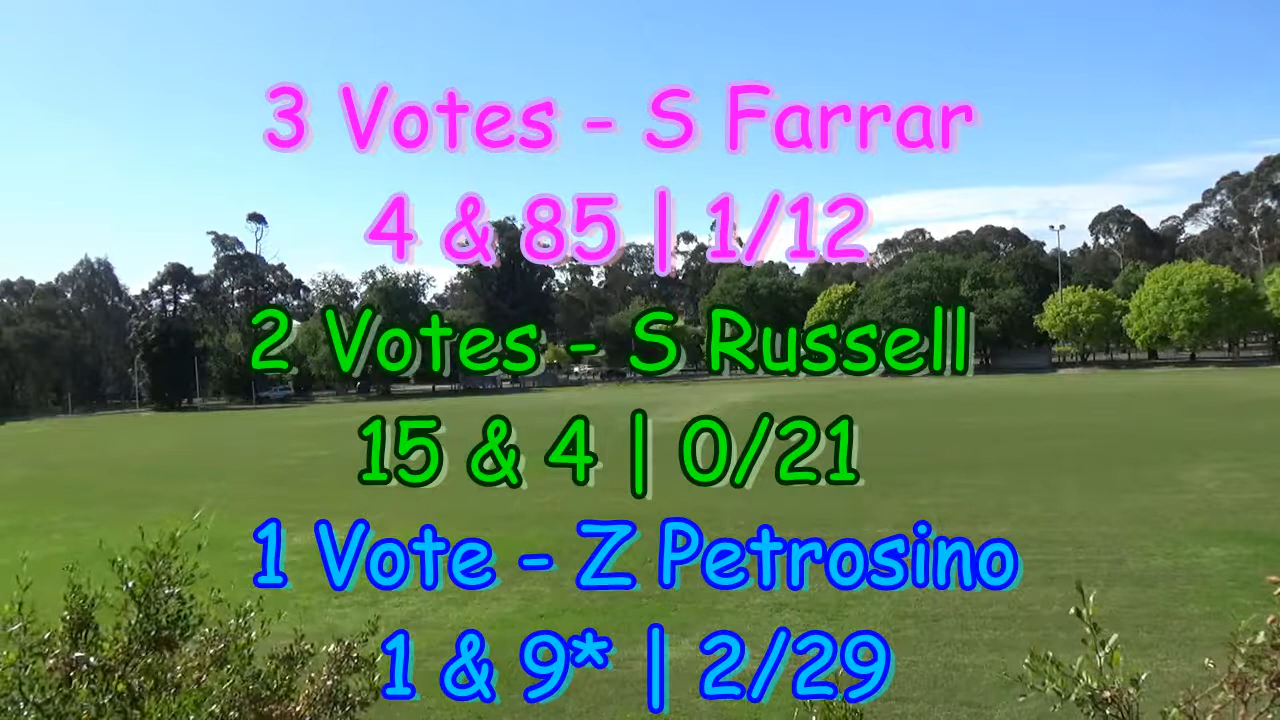 3 Votes - S Farrar
4 & 85 | 1/12
2 Votes - S Russell
15 & 4 | 0/21
1 Vote - Z Petrosino
1 & 9* | 2/29